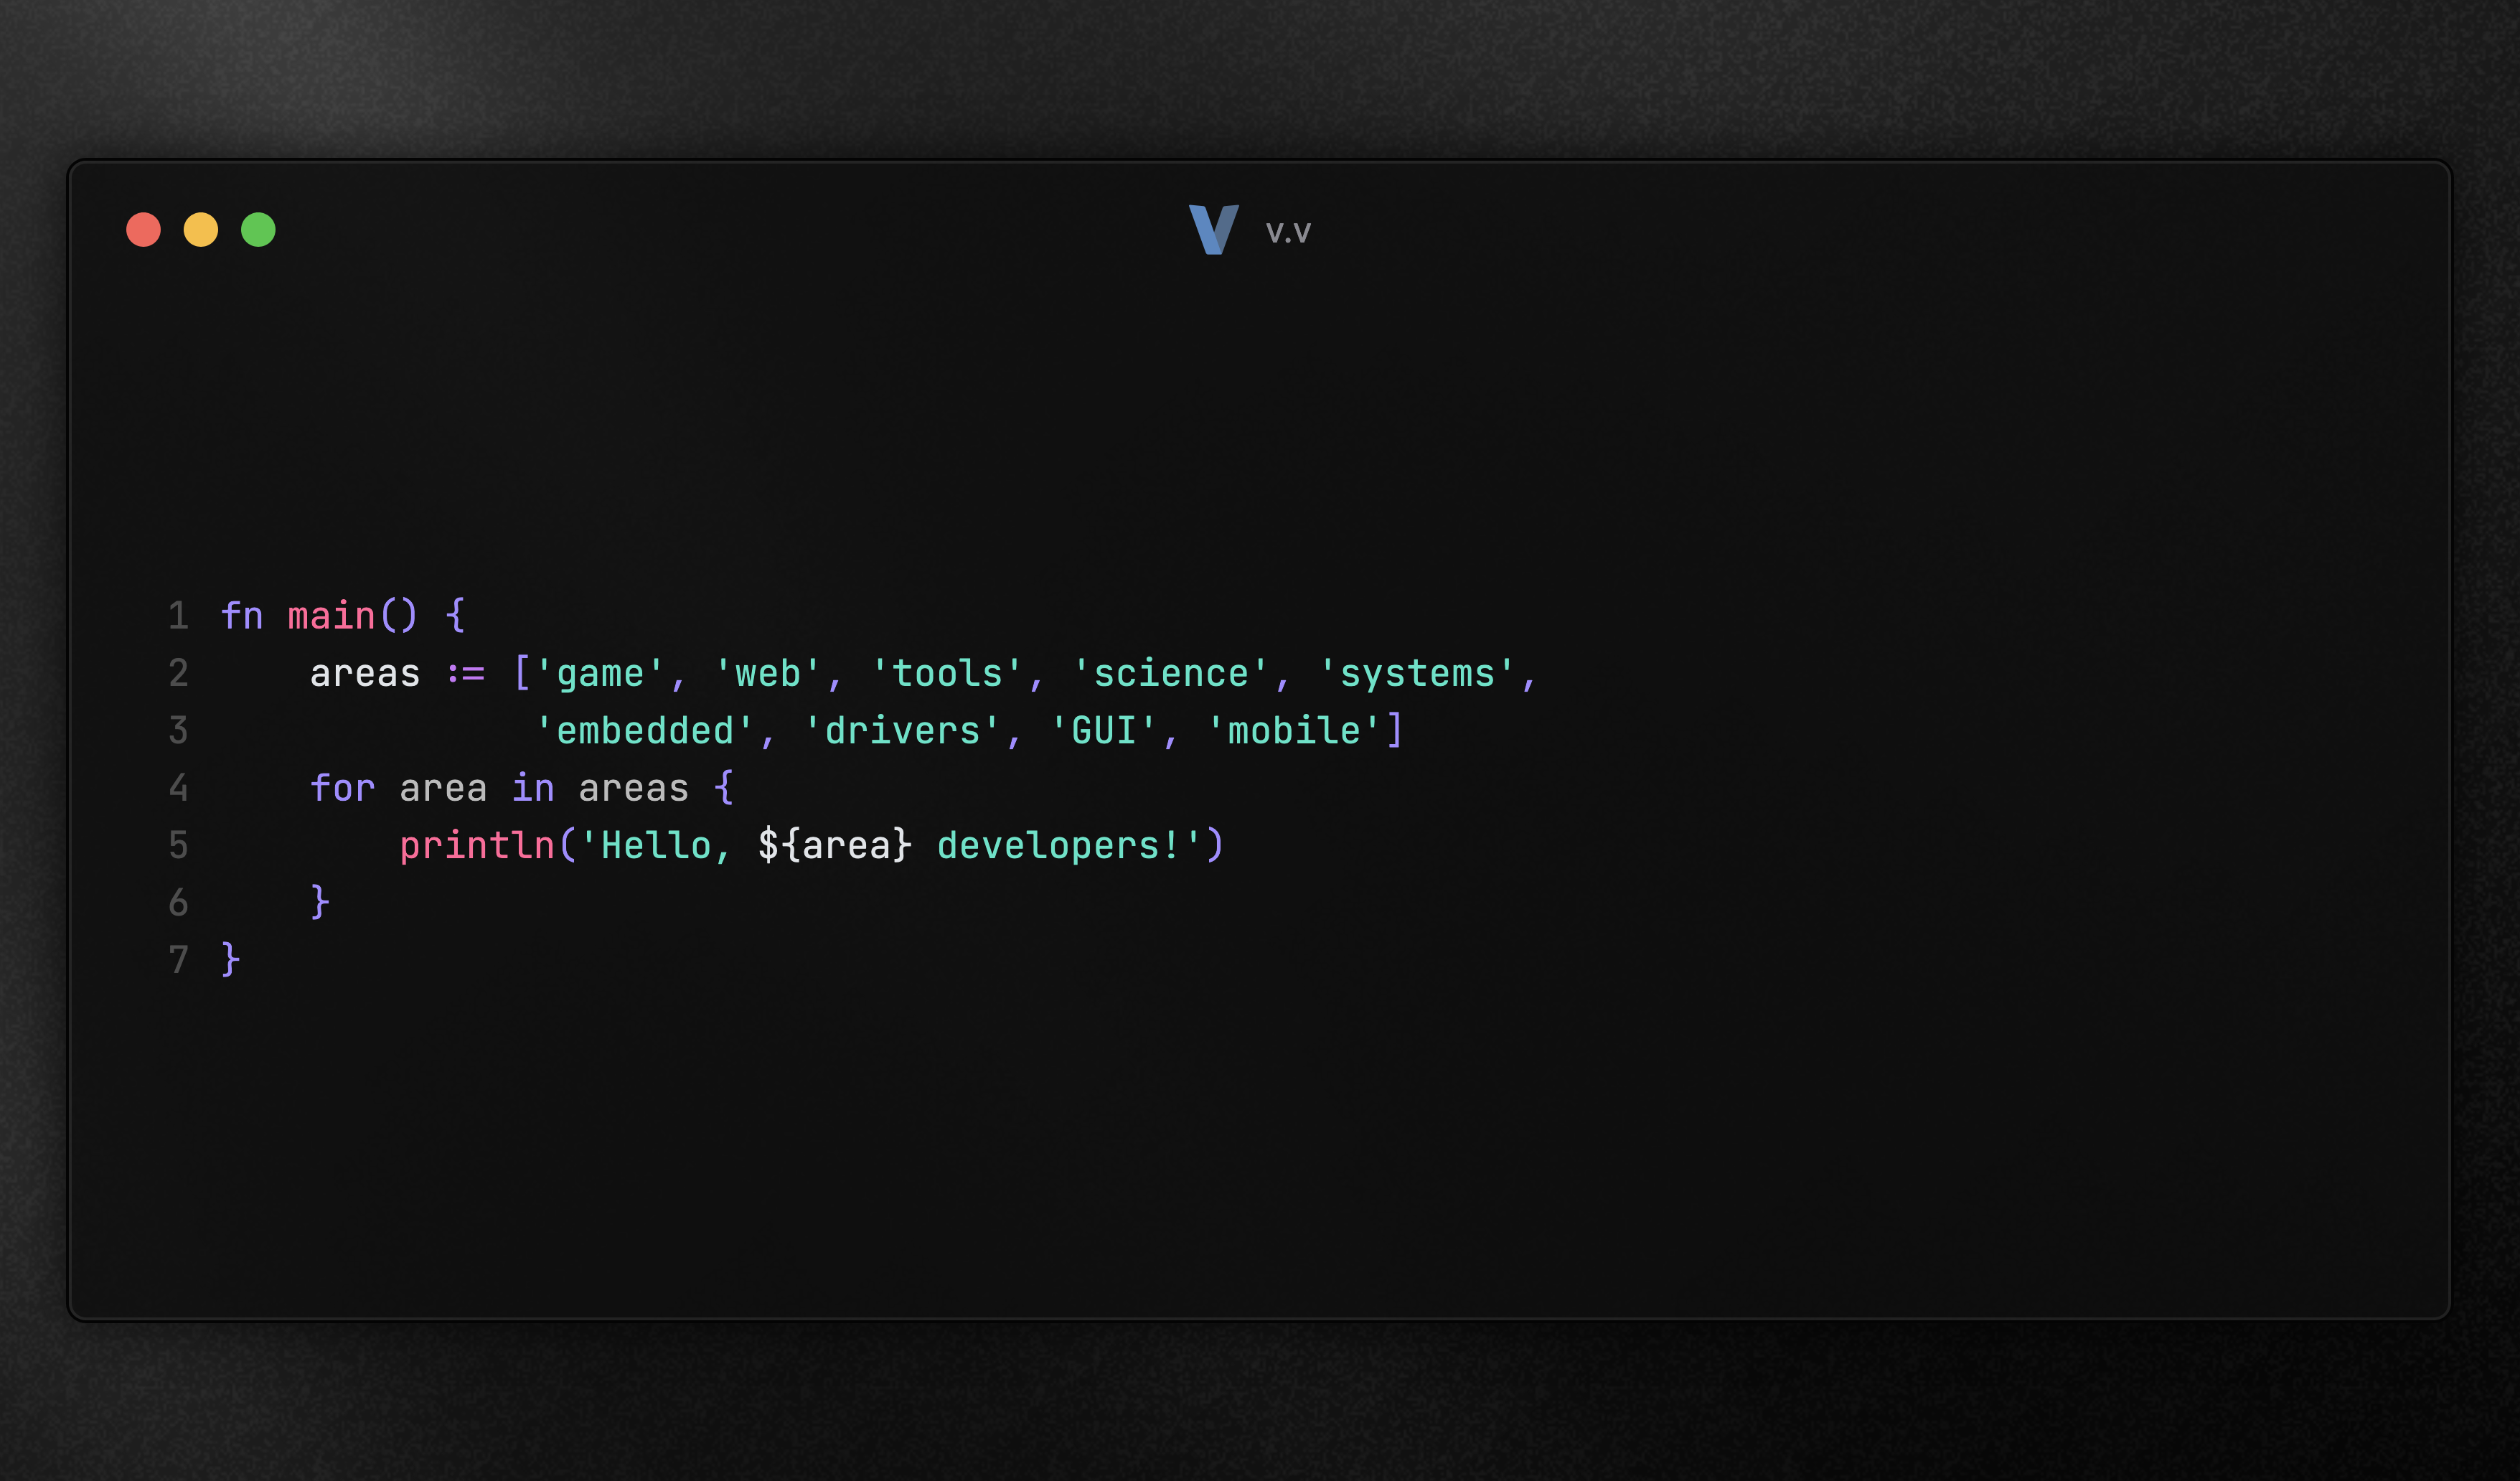 V v.v
1 fn main() {
2     areas := ['game', 'web', 'tools', 'science', 'systems',
3               'embedded', 'drivers', 'GUI', 'mobile']
4     for area in areas {
5         println('Hello, ${area} developers!')
6     }
7 }